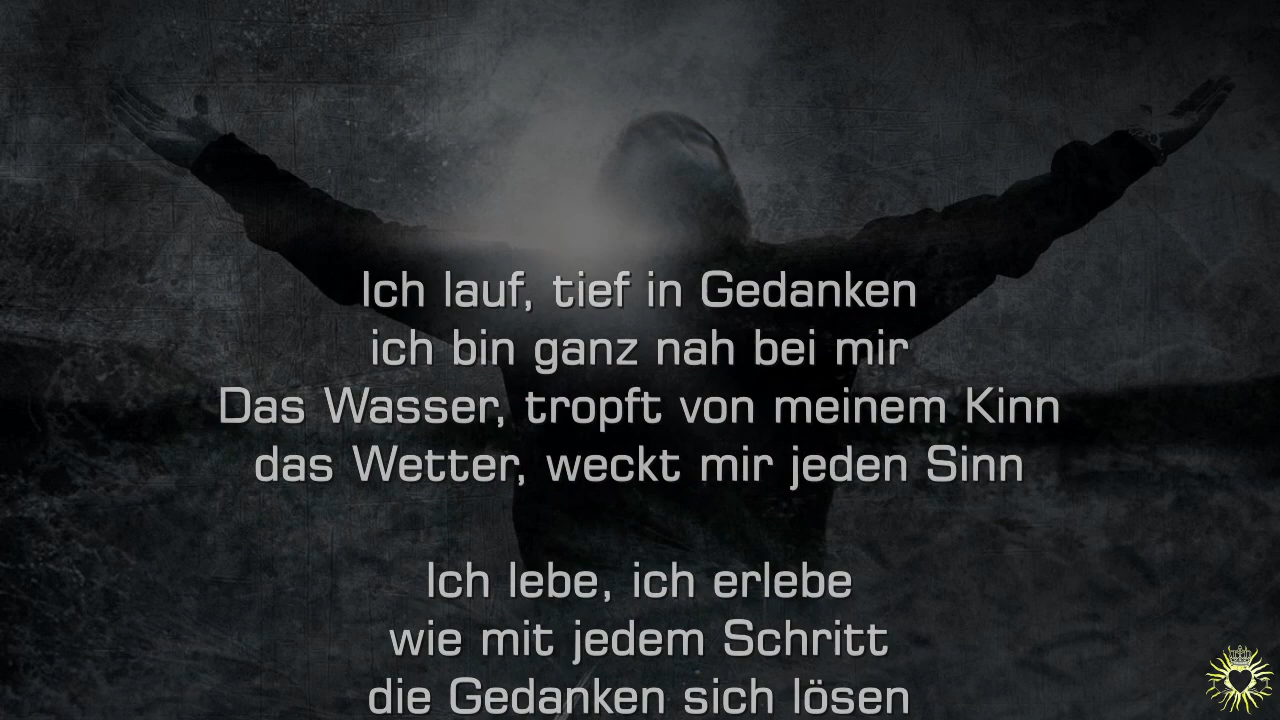 Ich lauf, tief in Gedanken
ich bin ganz nah bei mir
Das Wasser, tropft von meinem Kinn
das Wetter, weckt mir jeden Sinn
Ich lebe, ich erlebe
wie mit jedem Schritt
die Gedanken sich lösen